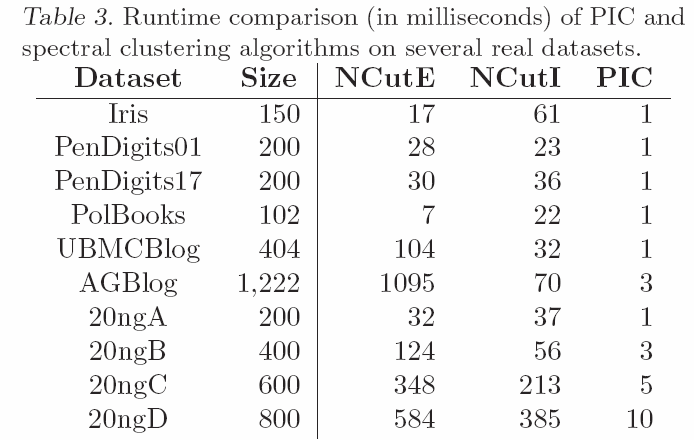 Table 3. Runtime comparison (in milliseconds) of PIC and
spectral clustering algorithms on several real datasets.
Dataset Size NCutE NCutI PIC
Iris 150 17 61 1
PenDigits01 200 28 23 1
PenDigits17 200 30 36 1
PolBooks 102 7 22 1
UBMCBlog 404 104 32 1
AGBlog 1,222 1095 70 3
20ngA 200 32 37 1
20ngB 400 124 56 3
20ngC 600 348 213 5
20ngD 800 584 385 10